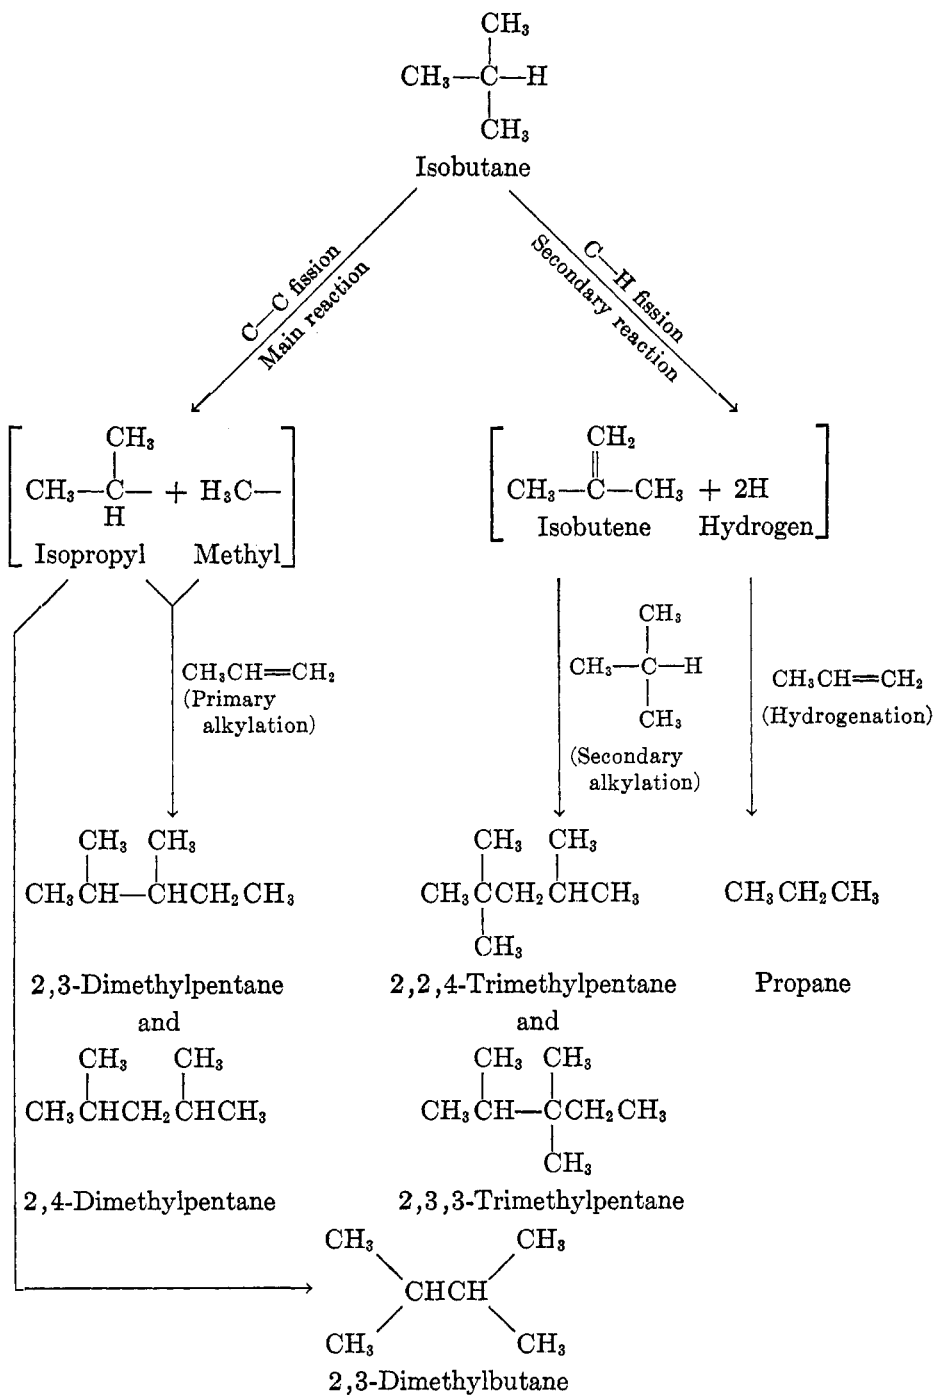 CH₃
CH₃—C—H
CH₃
Isobutane
C—C fission
Main reaction
C—H fission
Secondary reaction
CH₃
CH₃—C— + H₃C—
H
Isopropyl Methyl
CH₂
CH₃—C—CH₃ + 2H
Isobutene Hydrogen
CH₃CH=CH₂
(Primary
alkylation)
CH₃
CH₃—C—H
CH₃
(Secondary
alkylation)
CH₃CH=CH₂
(Hydrogenation)
CH₃ CH₃
CH₃CH—CHCH₂CH₃
2,3-Dimethylpentane
and
CH₃ CH₃
CH₃CHCH₂CHCH₃
2,4-Dimethylpentane
CH₃ CH₃
CH₃CCH₂CHCH₃
CH₃
2,2,4-Trimethylpentane
and
CH₃ CH₃
CH₃CH—CCH₂CH₃
CH₃
2,3,3-Trimethylpentane
CH₃CH₂CH₃
Propane
CH₃ CH₃
CHCH
CH₃ CH₃
2,3-Dimethylbutane